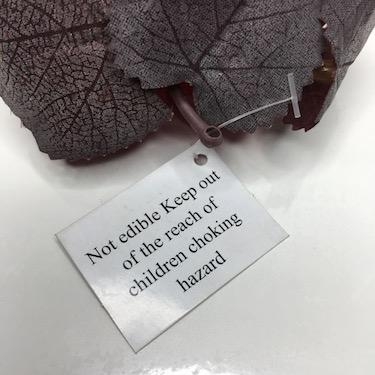 Not edible Keep out
of the reach of
children choking
hazard